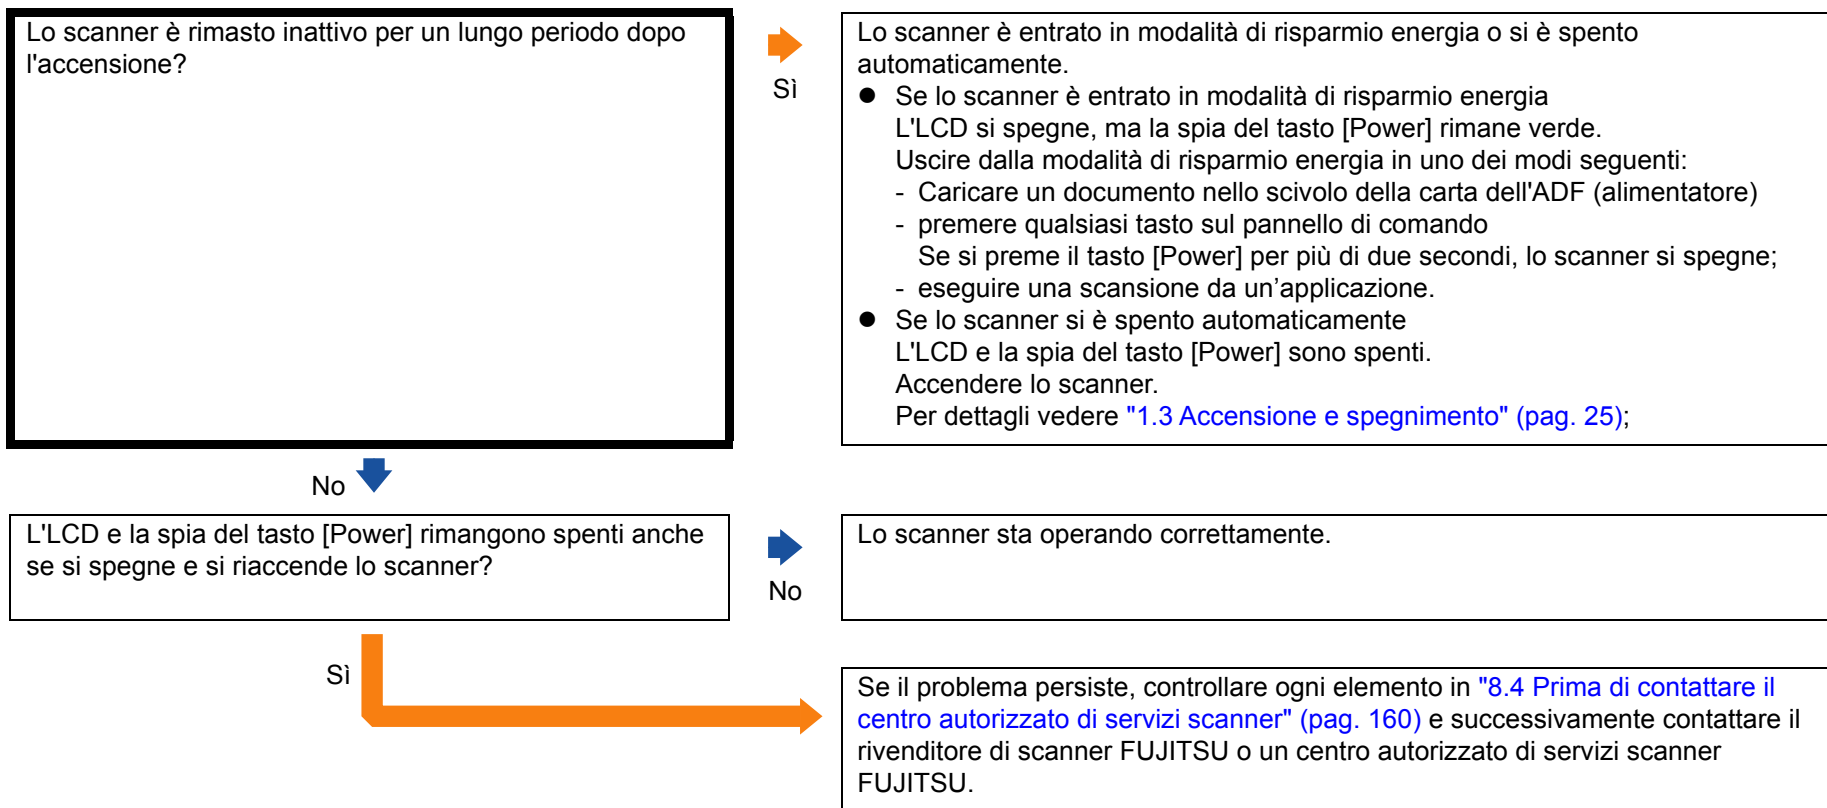 Lo scanner è rimasto inattivo per un lungo periodo dopo
l'accensione?
Sì
Lo scanner è entrato in modalità di risparmio energia o si è spento
automaticamente.
● Se lo scanner è entrato in modalità di risparmio energia
L'LCD si spegne, ma la spia del tasto [Power] rimane verde.
Uscire dalla modalità di risparmio energia in uno dei modi seguenti:
- Caricare un documento nello scivolo della carta dell'ADF (alimentatore)
- premere qualsiasi tasto sul pannello di comando
Se si preme il tasto [Power] per più di due secondi, lo scanner si spegne;
- eseguire una scansione da un’applicazione.
● Se lo scanner si è spento automaticamente
L'LCD e la spia del tasto [Power] sono spenti.
Accendere lo scanner.
Per dettagli vedere "1.3 Accensione e spegnimento" (pag. 25);
No
L'LCD e la spia del tasto [Power] rimangono spenti anche
se si spegne e si riaccende lo scanner?
No
Lo scanner sta operando correttamente.
Sì
Se il problema persiste, controllare ogni elemento in "8.4 Prima di contattare il
centro autorizzato di servizi scanner" (pag. 160) e successivamente contattare il
rivenditore di scanner FUJITSU o un centro autorizzato di servizi scanner
FUJITSU.